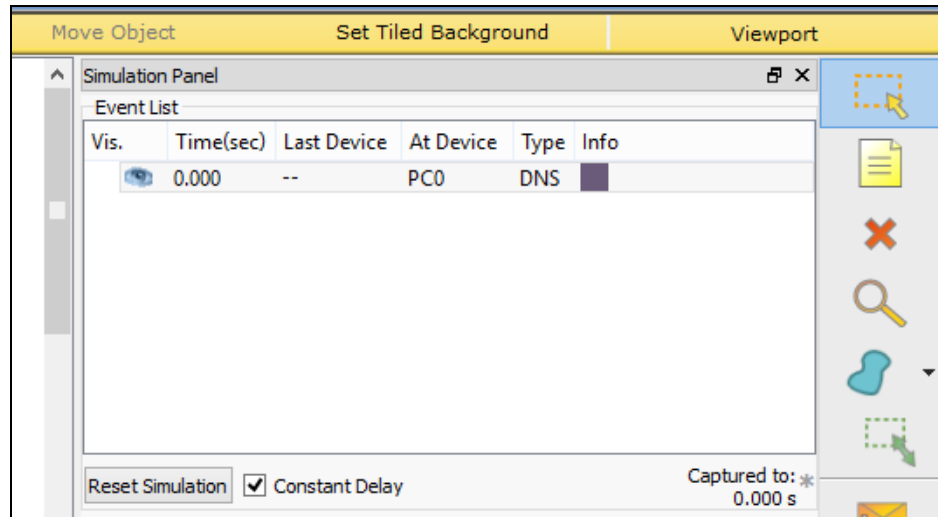 Move Object Set Tiled Background Viewport
Simulation Panel
Event List
Vis. Time(sec) Last Device At Device Type Info
0.000 -- PC0 DNS
Reset Simulation Constant Delay Captured to: *
0.000 s